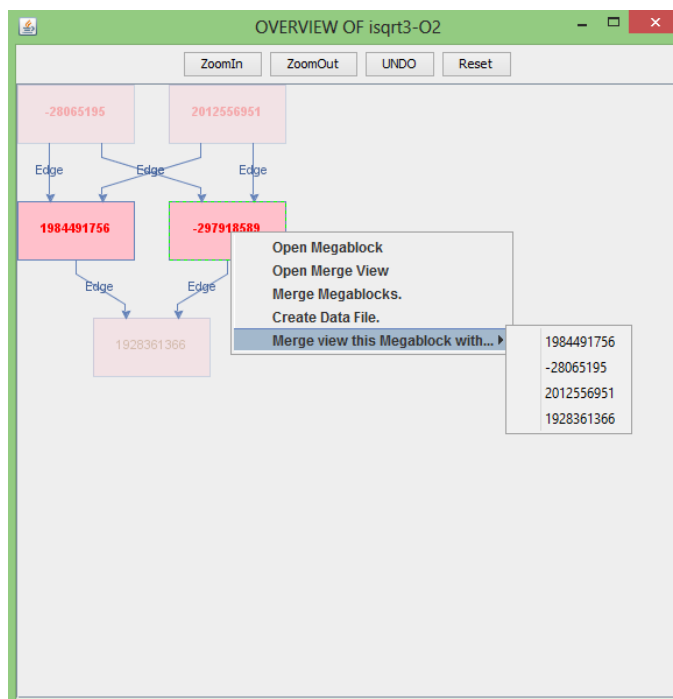 OVERVIEW OF isqrt3-O2
ZoomIn ZoomOut UNDO Reset
-28065195 2012556951
Edge Edge Edge
1984491756 -297918589
Open Megablock
Open Merge View
Merge Megablocks.
Create Data File.
Merge view this Megablock with...
Edge Edge
1928361366
1984491756
-28065195
2012556951
1928361366